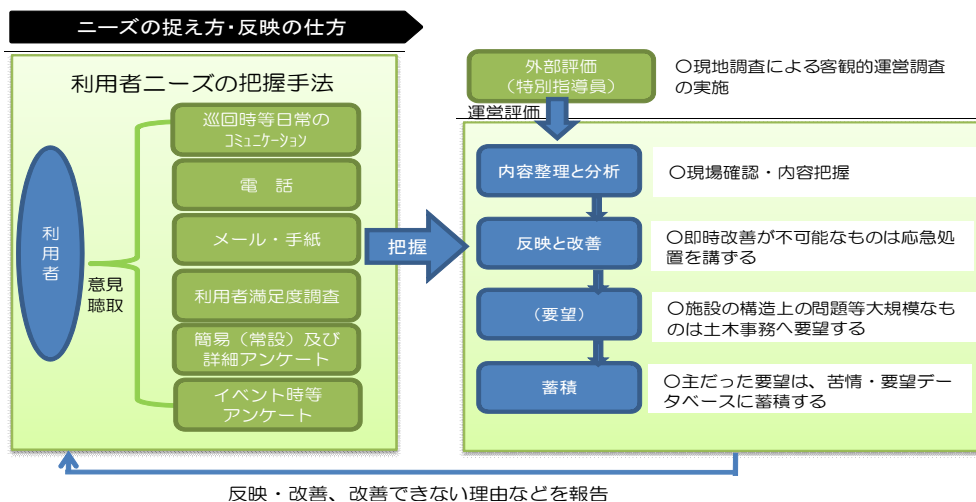 ニーズの捉え方・反映の仕方
利用者ニーズの把握手法
利用者
意見
聴取
巡回時等日常の
コミュニケーション
電　話
メール・手紙
利用者満足度調査
簡易（常設）及び
詳細アンケート
イベント時等
アンケート
把握
外部評価
（特別指導員）
〇現地調査による客観的運営調査
の実施
運営評価
内容整理と分析
〇現場確認・内容把握
反映と改善
〇即時改善が不可能なものは応急処
置を講ずる
（要望）
〇施設の構造上の問題等大規模なも
のは土木事務へ要望する
蓄積
〇主だった要望は、苦情・要望デー
タベースに蓄積する
反映・改善、改善できない理由などを報告